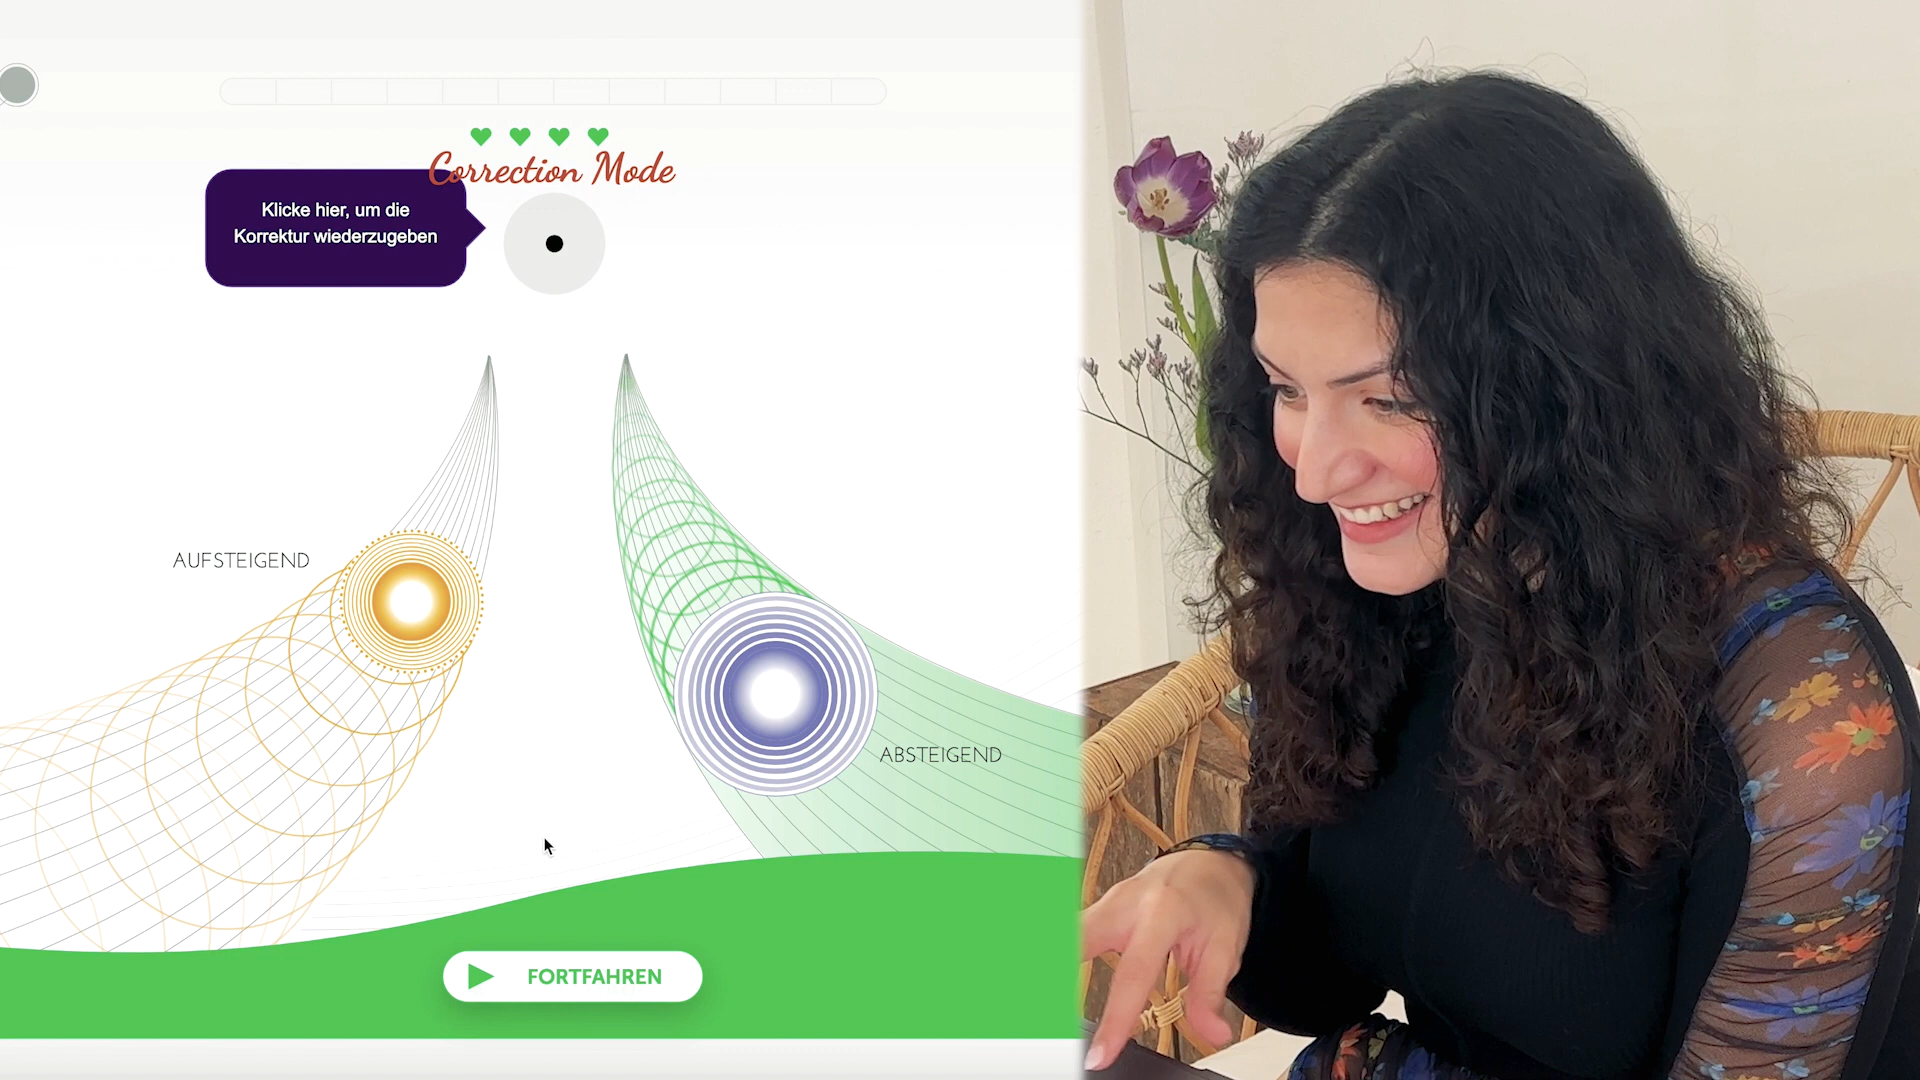 Correction Mode
Klicke hier, um die
Korrektur wiederzugeben
AUFSTEIGEND
ABSTEIGEND
FORTFAHREN